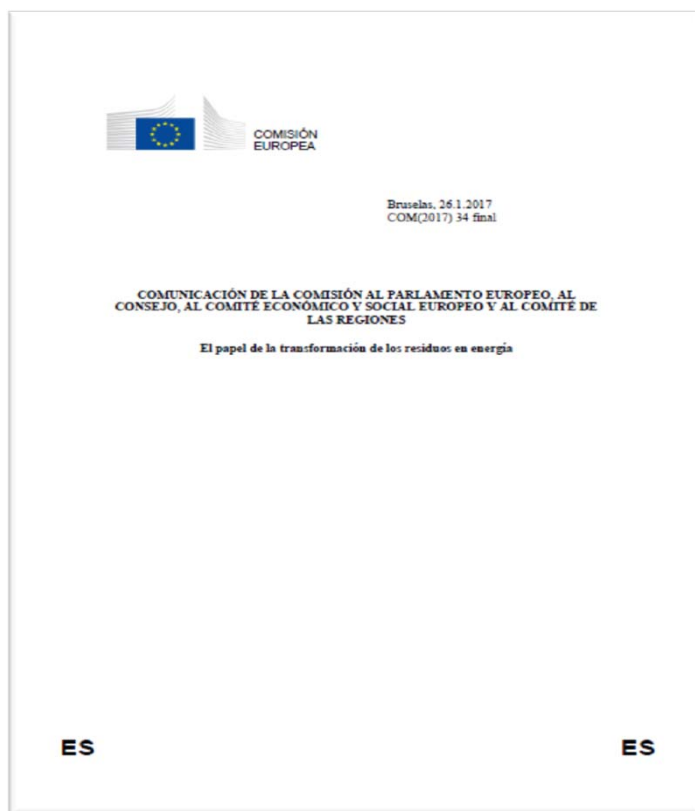 COMISIÓN
EUROPEA
Bruselas, 26.1.2017
COM(2017) 34 final
COMUNICACIÓN DE LA COMISIÓN AL PARLAMENTO EUROPEO, AL
CONSEJO, AL COMITÉ ECONÓMICO Y SOCIAL EUROPEO Y AL COMITÉ DE
LAS REGIONES
El papel de la transformación de los residuos en energía
ES
ES